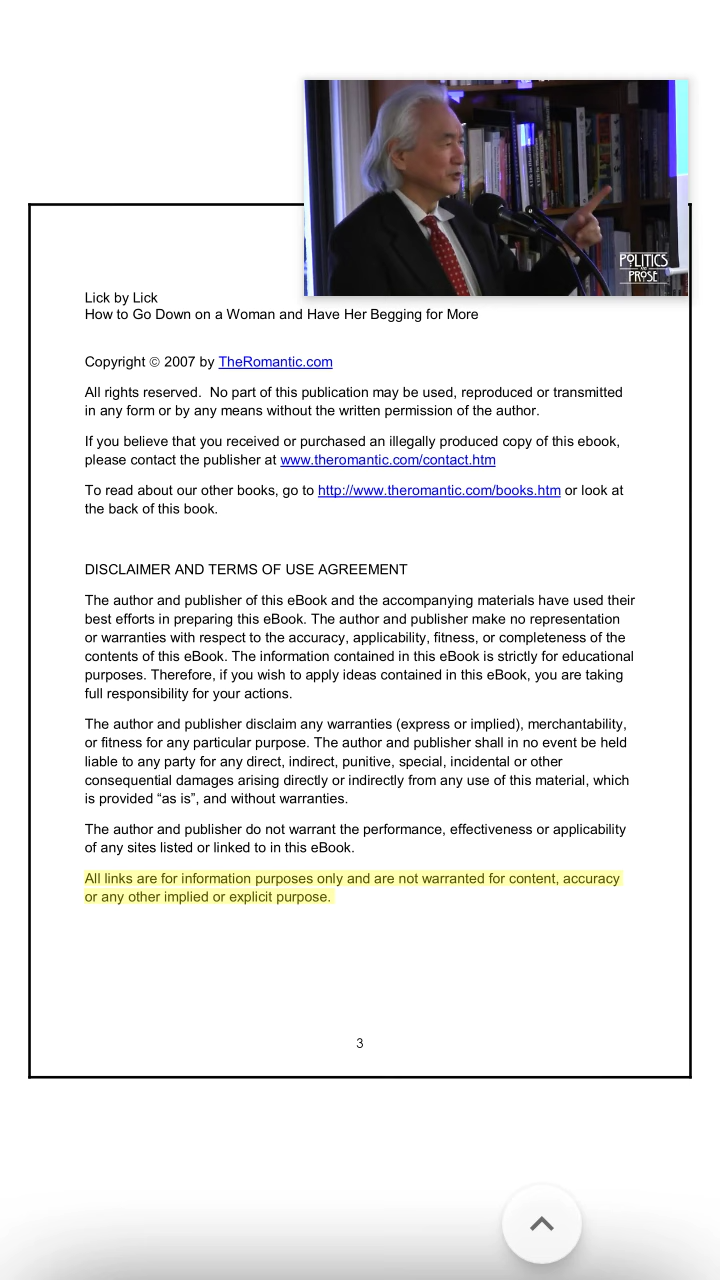 POLITICS
PROSE
Lick by Lick
How to Go Down on a Woman and Have Her Begging for More
Copyright © 2007 by TheRomantic.com
All rights reserved.  No part of this publication may be used, reproduced or transmitted
in any form or by any means without the written permission of the author.
If you believe that you received or purchased an illegally produced copy of this ebook,
please contact the publisher at www.theromantic.com/contact.htm
To read about our other books, go to http://www.theromantic.com/books.htm or look at
the back of this book.
DISCLAIMER AND TERMS OF USE AGREEMENT
The author and publisher of this eBook and the accompanying materials have used their
best efforts in preparing this eBook. The author and publisher make no representation
or warranties with respect to the accuracy, applicability, fitness, or completeness of the
contents of this eBook. The information contained in this eBook is strictly for educational
purposes. Therefore, if you wish to apply ideas contained in this eBook, you are taking
full responsibility for your actions.
The author and publisher disclaim any warranties (express or implied), merchantability,
or fitness for any particular purpose. The author and publisher shall in no event be held
liable to any party for any direct, indirect, punitive, special, incidental or other
consequential damages arising directly or indirectly from any use of this material, which
is provided “as is”, and without warranties.
The author and publisher do not warrant the performance, effectiveness or applicability
of any sites listed or linked to in this eBook.
All links are for information purposes only and are not warranted for content, accuracy
or any other implied or explicit purpose.
3